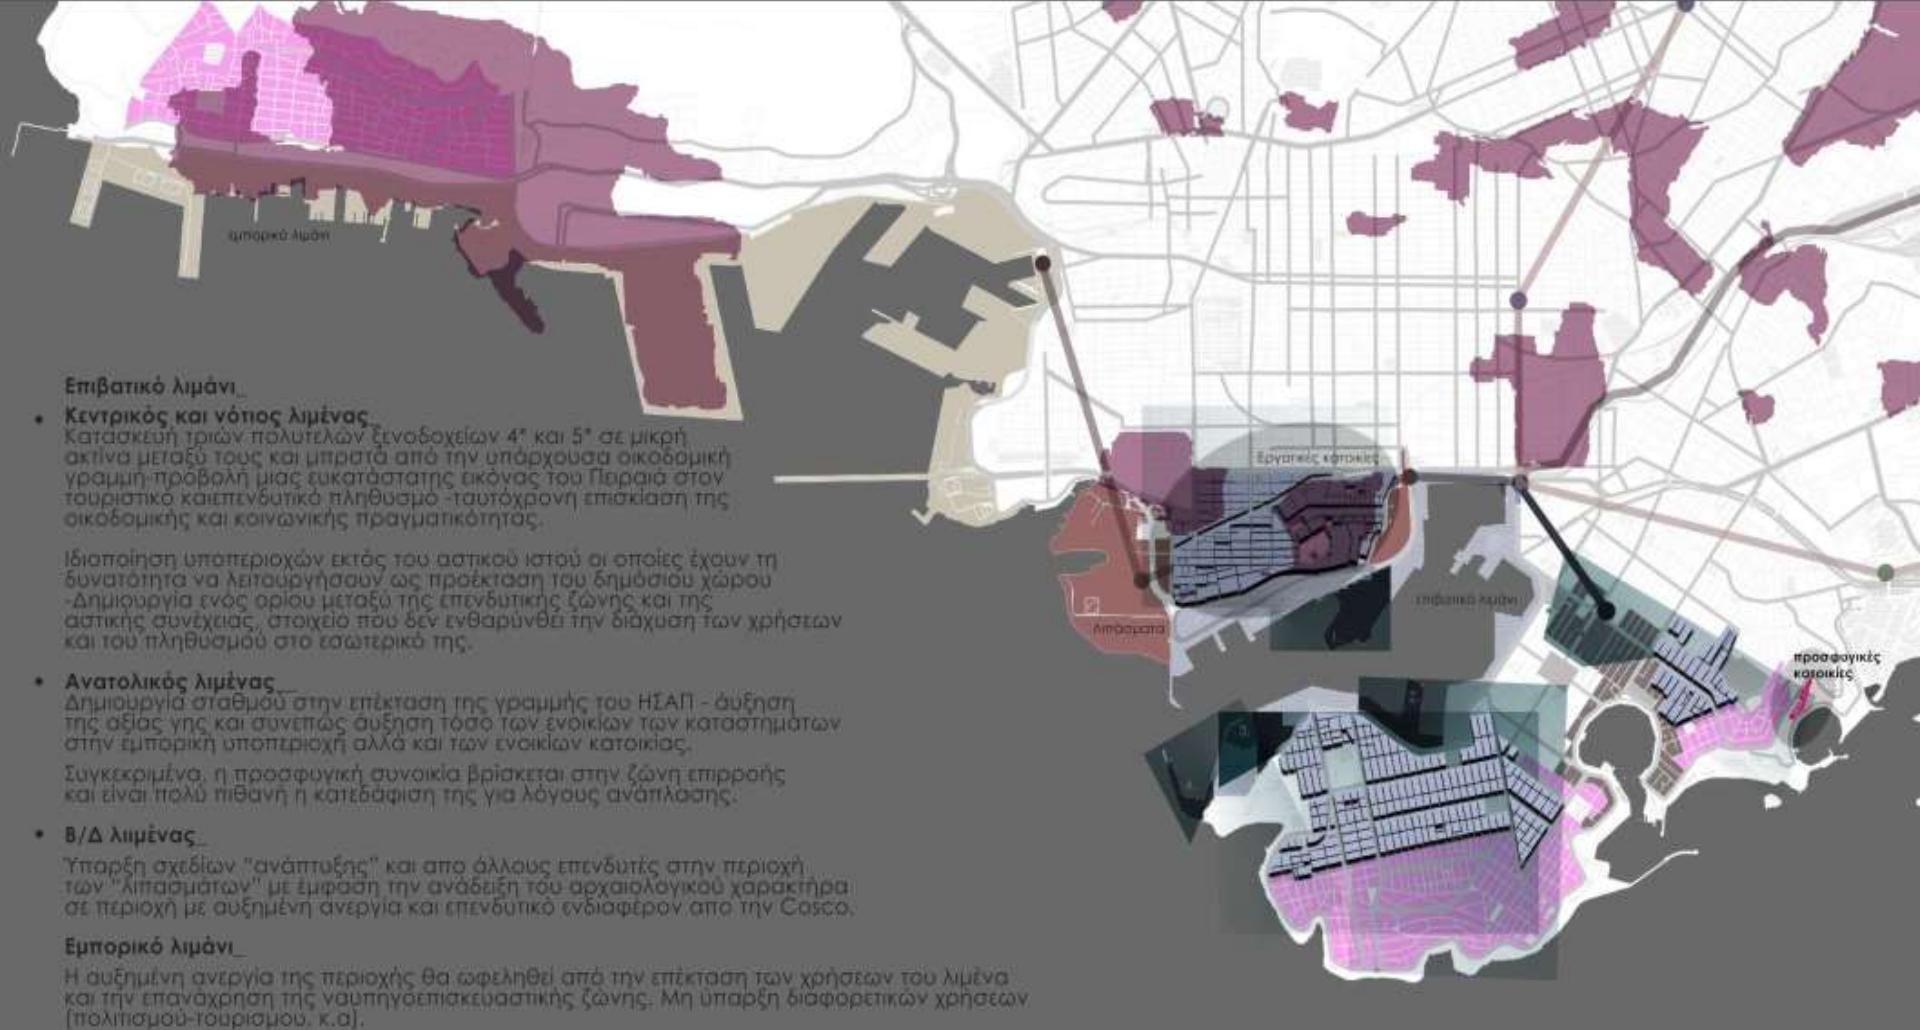 εμπορικό λιμάνι
Επιβατικό λιμάνι_
• Κεντρικός και νότιος λιμένας_
Κατασκευή τριών πολυτελών ξενοδοχείων 4* και 5* σε μικρή
ακτίνα μεταξύ τους και μπρστά από την υπάρχουσα οικοδομική
γραμμή-προβολή μιας ευκατάστατης εικόνας του Πειραιά στον
τουριστικό καιεπενδυτικό πληθυσμό -ταυτόχρονη επισκίαση της
οικοδομικής και κοινωνικής πραγματικότητας.
Ιδιοποίηση υποπεριοχών εκτός του αστικού ιστού οι οποίες έχουν τη
δυνατότητα να λειτουργήσουν ως προέκταση του δημόσιου χώρου
-Δημιουργία ενός ορίου μεταξύ της επενδυτικής ζώνης και της
αστικής συνέχειας, στοιχείο που δεν ενθαρύνθει την διάχυση των χρήσεων
και του πληθυσμού στο εσωτερικό της.
• Ανατολικός λιμένας_
Δημιουργία σταθμού στην επέκταση της γραμμής του ΗΣΑΠ - άυξηση
της αξίας γης και συνεπώς άυξηση τόσο των ενοικίων των καταστημάτων
στην εμπορική υποπεριοχή αλλά και των ενοικίων κατοικίας.
Συγκεκριμένα, η προσφυγική συνοικία βρίσκεται στην ζώνη επιρροής
και είναι πολύ πιθανή η κατεδάφιση της για λόγους ανάπλασης.
• Β/Δ λιιμένας_
Ύπαρξη σχεδίων "ανάπτυξης" και απο άλλους επενδυτές στην περιοχή
των "λιπασμάτων" με έμφαση την ανάδειξη του αρχαιολογικού χαρακτήρα
σε περιοχή με αυξημένη ανεργία και επενδυτικό ενδιαφέρον απο την Cosco.
Εμπορικό λιμάνι_
Η αυξημένη ανεργία της περιοχής θα ωφεληθεί από την επέκταση των χρήσεων του λιμένα
και την επανάχρηση της ναυπηγοεπισκευαστικής ζώνης. Μη ύπαρξη διαφορετικών χρήσεων
(πολιτισμού-τουρισμου, κ.α).
Εργατικές κατοικίες
επιβατικό λιμάνι
Λιπάσματα
προσφυγικές
κατοικίες